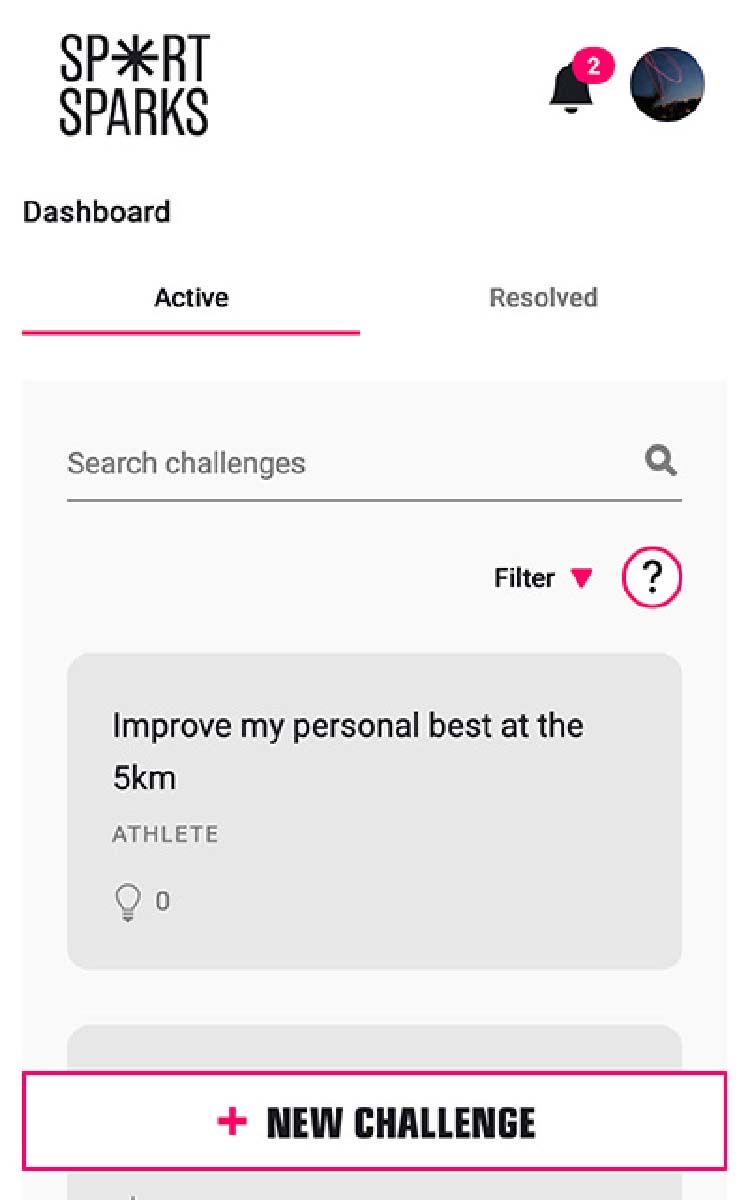 SP*RT
SPARKS
2
Dashboard
Active
Resolved
Search challenges
Filter
?
Improve my personal best at the
5km
ATHLETE
0
+ NEW CHALLENGE